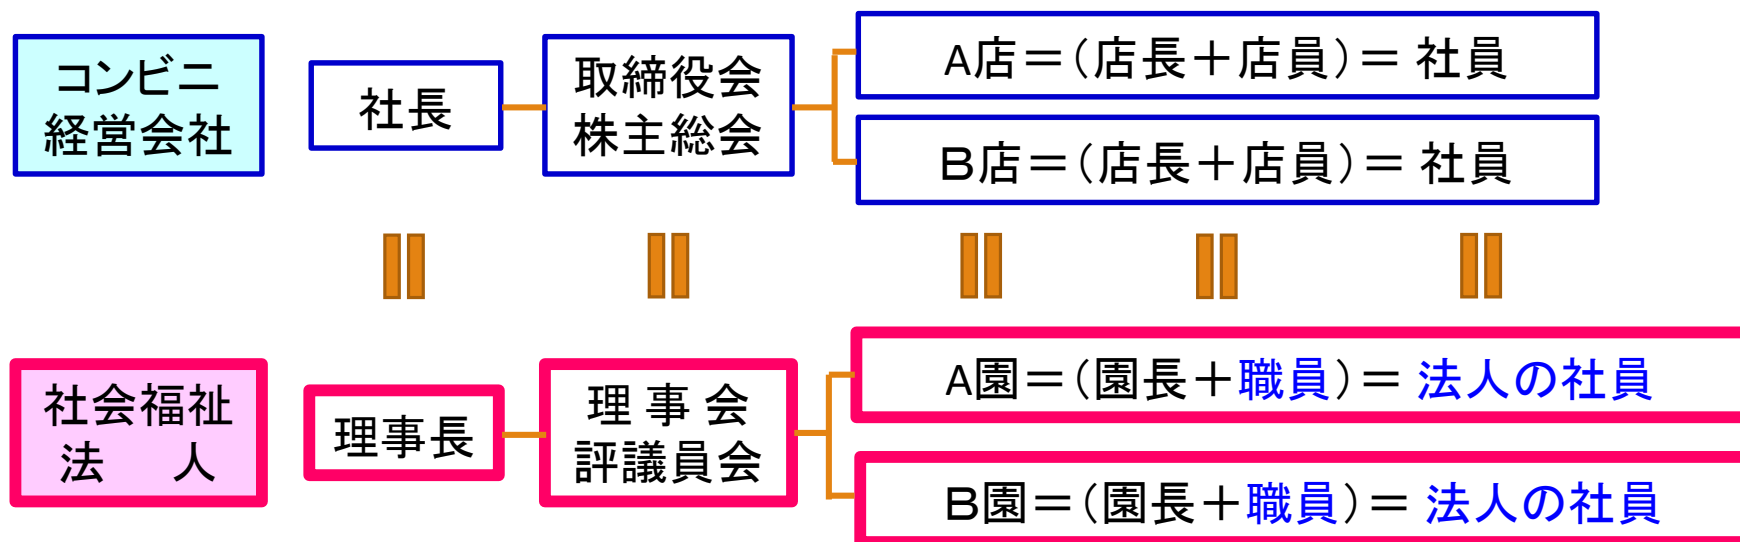 コンビニ
経営会社
社長
取締役会
株主総会
A店＝（店長＋店員）＝ 社員
B店＝（店長＋店員）＝ 社員
社会福祉
法　　人
理事長
理 事 会
評議員会
A園＝（園長＋職員）＝ 法人の社員
B園＝（園長＋職員）＝ 法人の社員